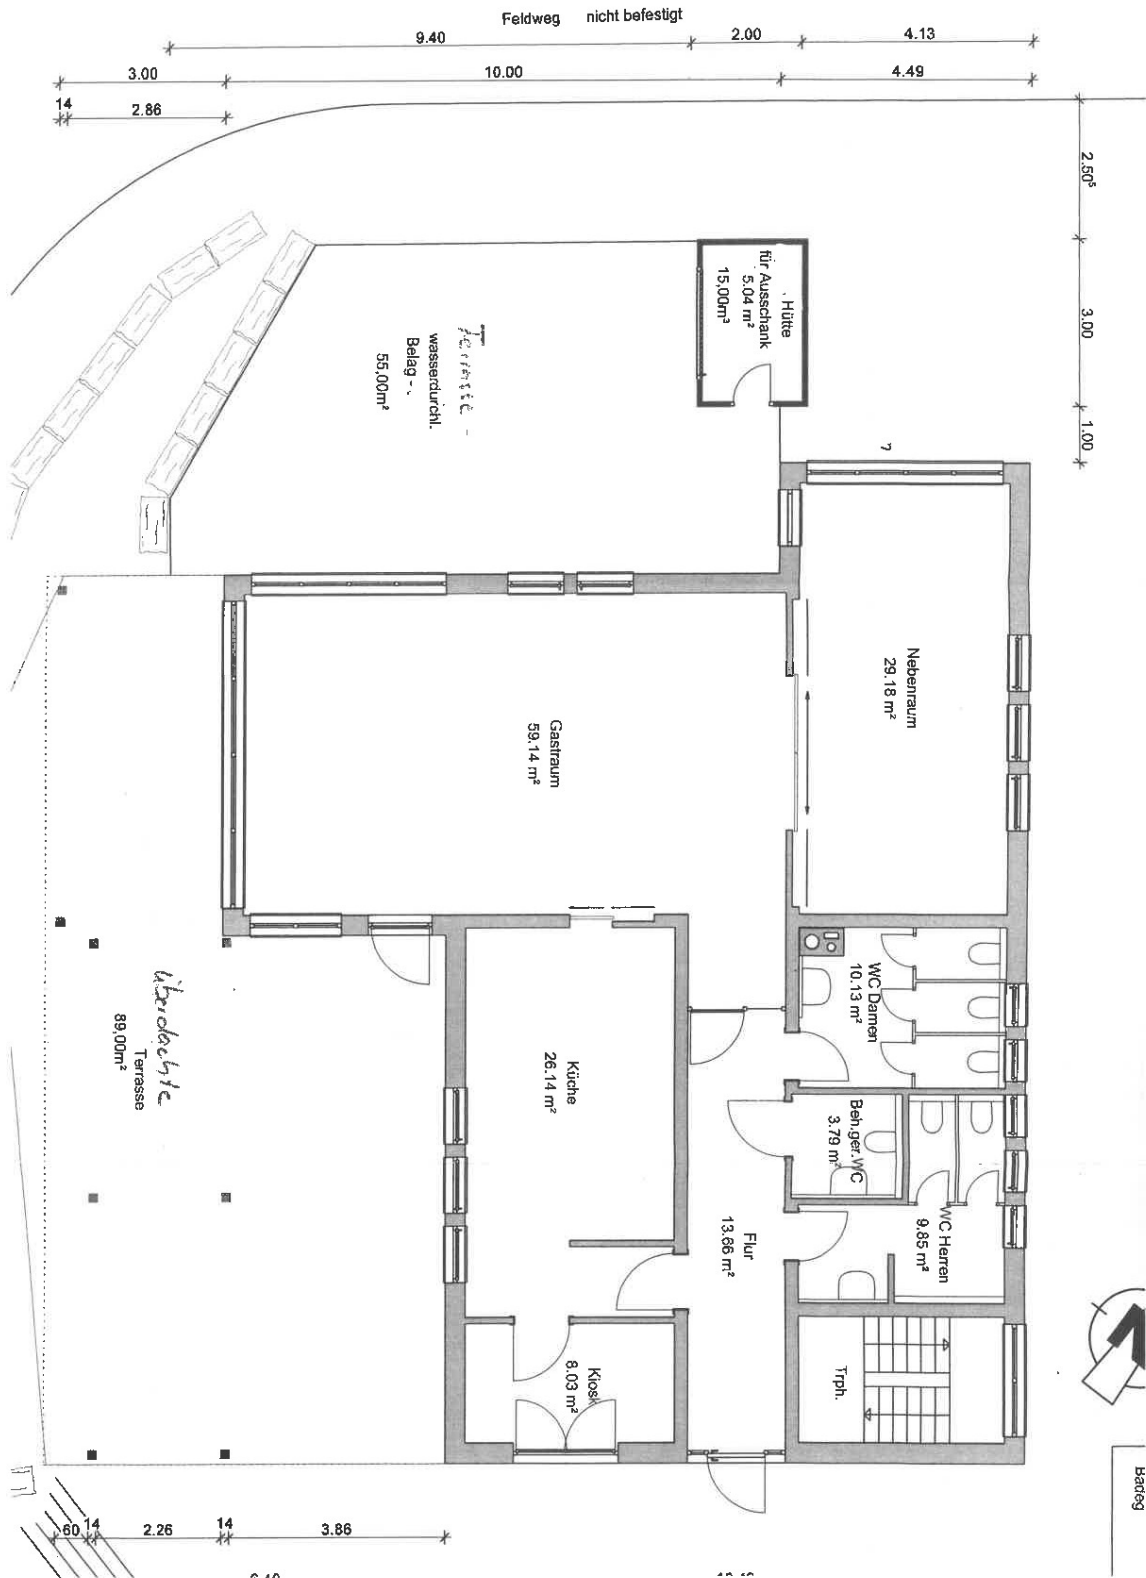 Feldweg nicht befestigt
9.40 2.00 4.13
3.00 10.00 4.49
14 2.86
2.50⁵
3.00
1.00
Hütte
für Ausschank
5.04 m²
15,00m³
Terrasse -
wasserdurchl.
Belag -
55,00m²
?
Nebenraum
29.18 m²
Gastraum
59.14 m²
WC Damen
10.13 m²
überdachte
Terrasse
89,00m²
Küche
26.14 m²
Beh.ger.WC
3.79 m²
WC Herren
9.85 m²
Flur
13.66 m²
Kiosk
8.03 m²
Trph.
Badeg
60 14 2.26 14 3.86